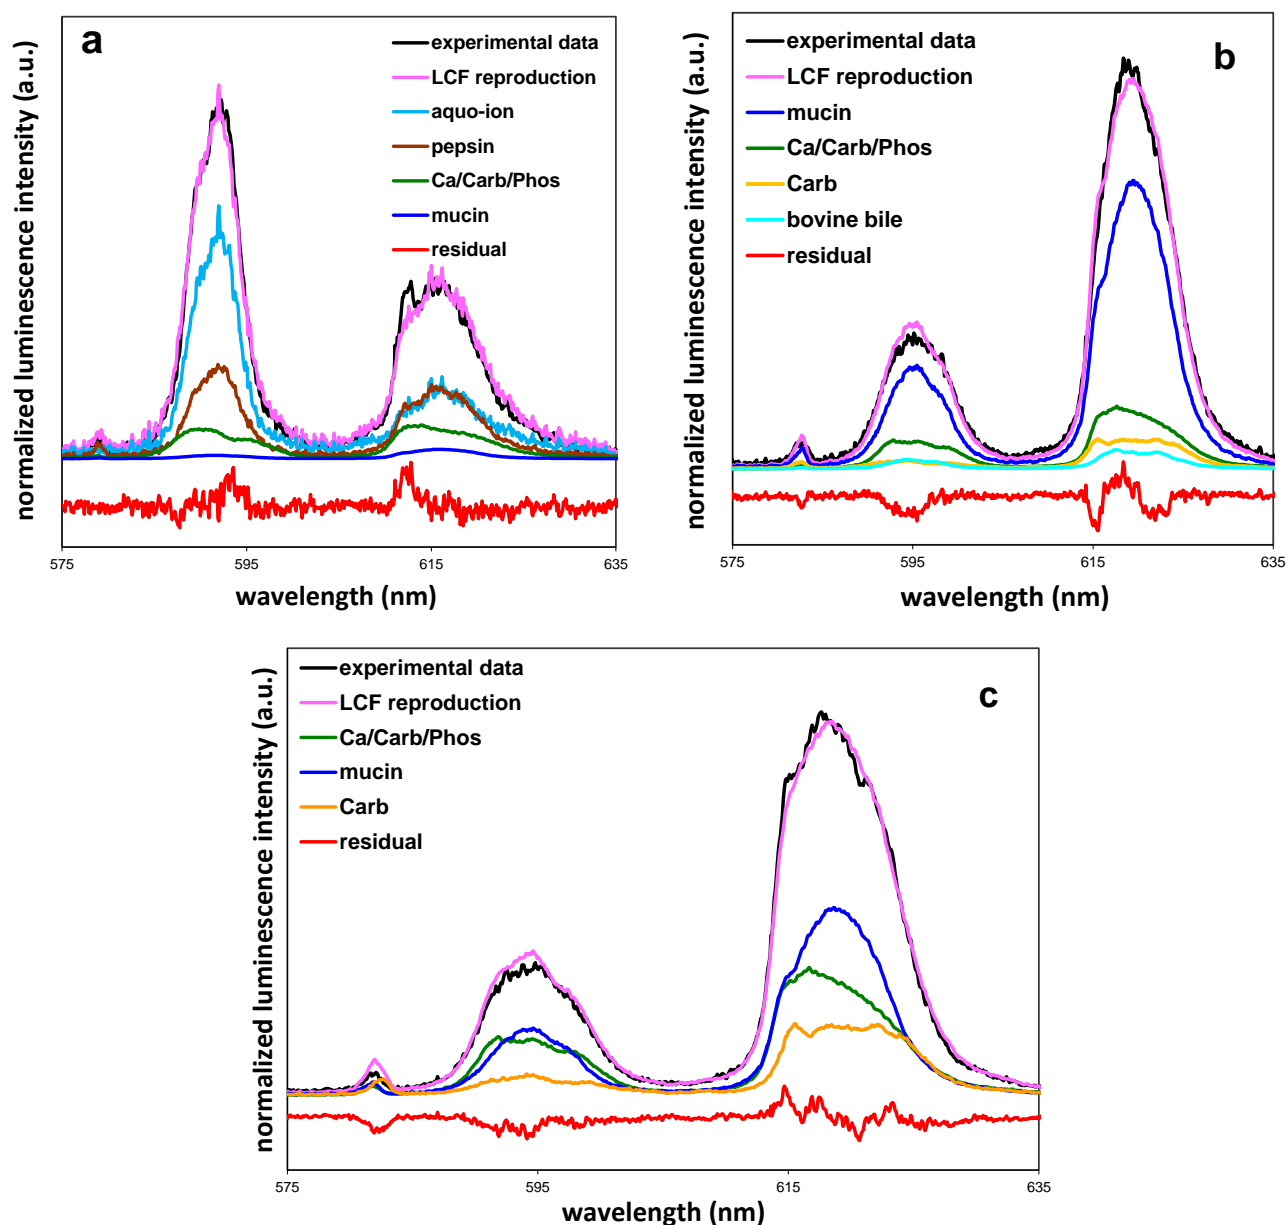 a
normalized luminescence intensity (a.u.)
experimental data
LCF reproduction
aquo-ion
pepsin
Ca/Carb/Phos
mucin
residual
575
595
615
635
wavelength (nm)
b
normalized luminescence intensity (a.u.)
experimental data
LCF reproduction
mucin
Ca/Carb/Phos
Carb
bovine bile
residual
575
595
615
635
wavelength (nm)
c
normalized luminescence intensity (a.u.)
experimental data
LCF reproduction
Ca/Carb/Phos
mucin
Carb
residual
575
595
615
635
wavelength (nm)